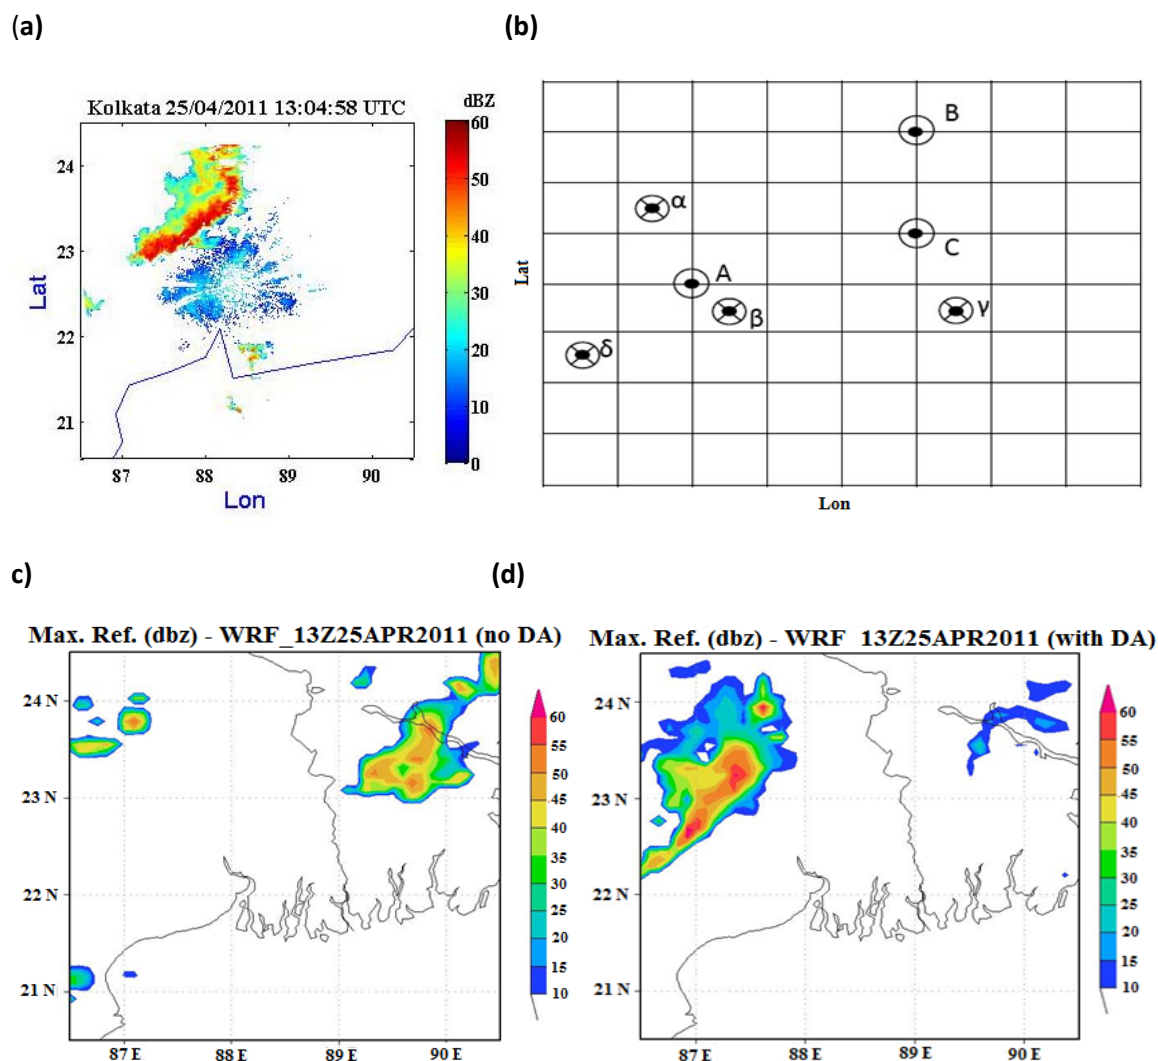 (a)
(b)
Kolkata 25/04/2011 13:04:58 UTC
dBZ
60
50
40
30
20
10
0
24
23
22
21
Lat
87
88
89
90
Lon
B
α
C
A
β
γ
δ
Lat
Lon
c)
(d)
Max. Ref. (dbz) - WRF_13Z25APR2011 (no DA)
24 N
23 N
22 N
21 N
87 E
88 E
89 E
90 E
60
55
50
45
40
35
30
25
20
15
10
Max. Ref. (dbz) - WRF 13Z25APR2011 (with DA)
24 N
23 N
22 N
21 N
87 E
88 E
89 E
90 E
60
55
50
45
40
35
30
25
20
15
10